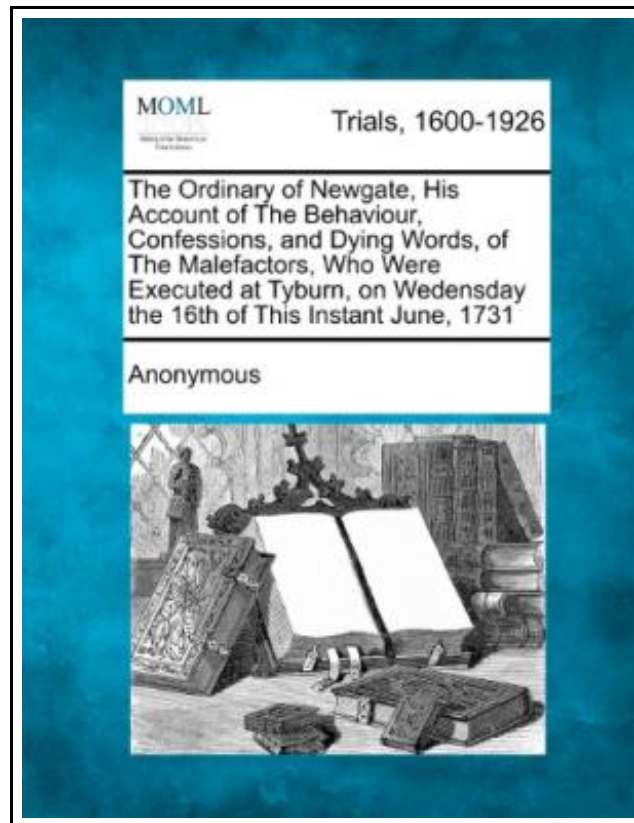 MOML
Trials, 1600-1926
The Ordinary of Newgate, His
Account of The Behaviour,
Confessions, and Dying Words, of
The Malefactors, Who Were
Executed at Tyburn, on Wedensday
the 16th of This Instant June, 1731
Anonymous